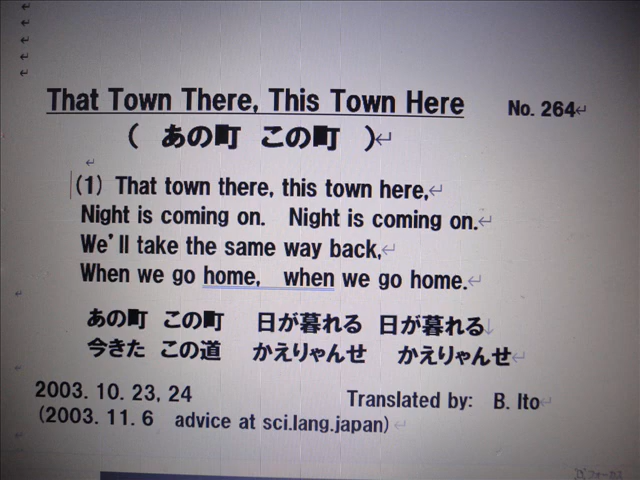 That Town There, This Town Here No. 264
( あの町 この町 )
(1) That town there, this town here,
Night is coming on. Night is coming on.
We'll take the same way back,
When we go home, when we go home.
あの町 この町 日が暮れる 日が暮れる
今きた この道 かえりゃんせ かえりゃんせ
2003. 10. 23, 24 Translated by: B. Ito
(2003. 11. 6 advice at sci.lang.japan)